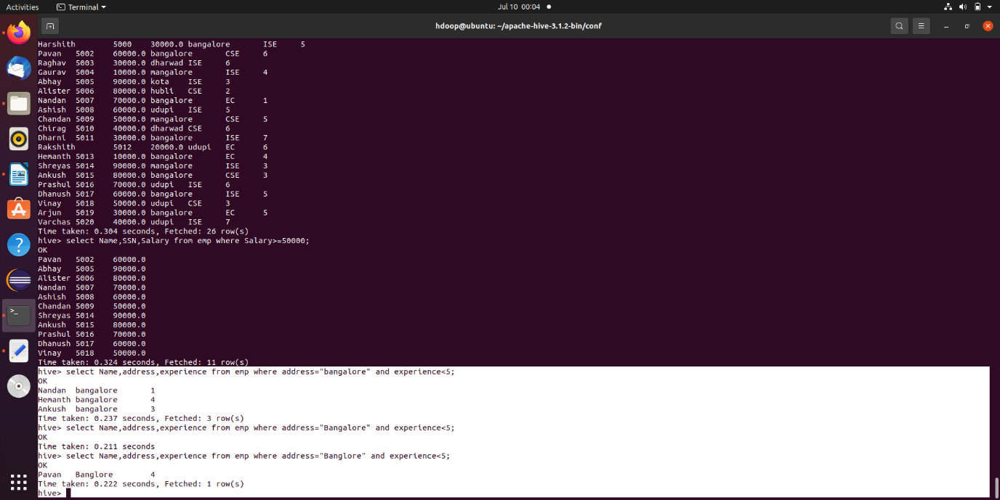 Activities Terminal Jul 10 00:04
hdoop@ubuntu: ~/apache-hive-3.1.2-bin/conf
Harshith 5000 30000.0 bangalore ISE 5
Pavan 5002 60000.0 bangalore CSE 6
Raghav 5003 30000.0 dharwad ISE 6
Gaurav 5004 10000.0 mangalore ISE 4
Abhay 5005 90000.0 kota ISE 3
Alister 5006 80000.0 hubli CSE 2
Nandan 5007 70000.0 bangalore EC 1
Ashish 5008 60000.0 udupi ISE 5
Chandan 5009 50000.0 mangalore CSE 5
Chirag 5010 40000.0 dharwad CSE 6
Dharni 5011 30000.0 bangalore ISE 7
Rakshith 5012 20000.0 udupi EC 6
Hemanth 5013 10000.0 bangalore EC 4
Shreyas 5014 90000.0 mangalore ISE 3
Ankush 5015 80000.0 bangalore CSE 3
Prashul 5016 70000.0 udupi ISE 6
Dhanush 5017 60000.0 bangalore ISE 5
Vinay 5018 50000.0 udupi CSE 3
Arjun 5019 30000.0 bangalore EC 5
Varchas 5020 40000.0 udupi ISE 7
Time taken: 0.304 seconds, Fetched: 26 row(s)
hive> select Name,SSN,Salary from emp where Salary>=50000;
OK
Pavan 5002 60000.0
Abhay 5005 90000.0
Alister 5006 80000.0
Nandan 5007 70000.0
Ashish 5008 60000.0
Chandan 5009 50000.0
Shreyas 5014 90000.0
Ankush 5015 80000.0
Prashul 5016 70000.0
Dhanush 5017 60000.0
Vinay 5018 50000.0
Time taken: 0.324 seconds, Fetched: 11 row(s)
hive> select Name,address,experience from emp where address="bangalore" and experience<5;
OK
Nandan bangalore 1
Hemanth bangalore 4
Ankush bangalore 3
Time taken: 0.237 seconds, Fetched: 3 row(s)
hive> select Name,address,experience from emp where address="Bangalore" and experience<5;
OK
Time taken: 0.211 seconds
hive> select Name,address,experience from emp where address="Banglore" and experience<5;
OK
Pavan Banglore 4
Time taken: 0.222 seconds, Fetched: 1 row(s)
hive>